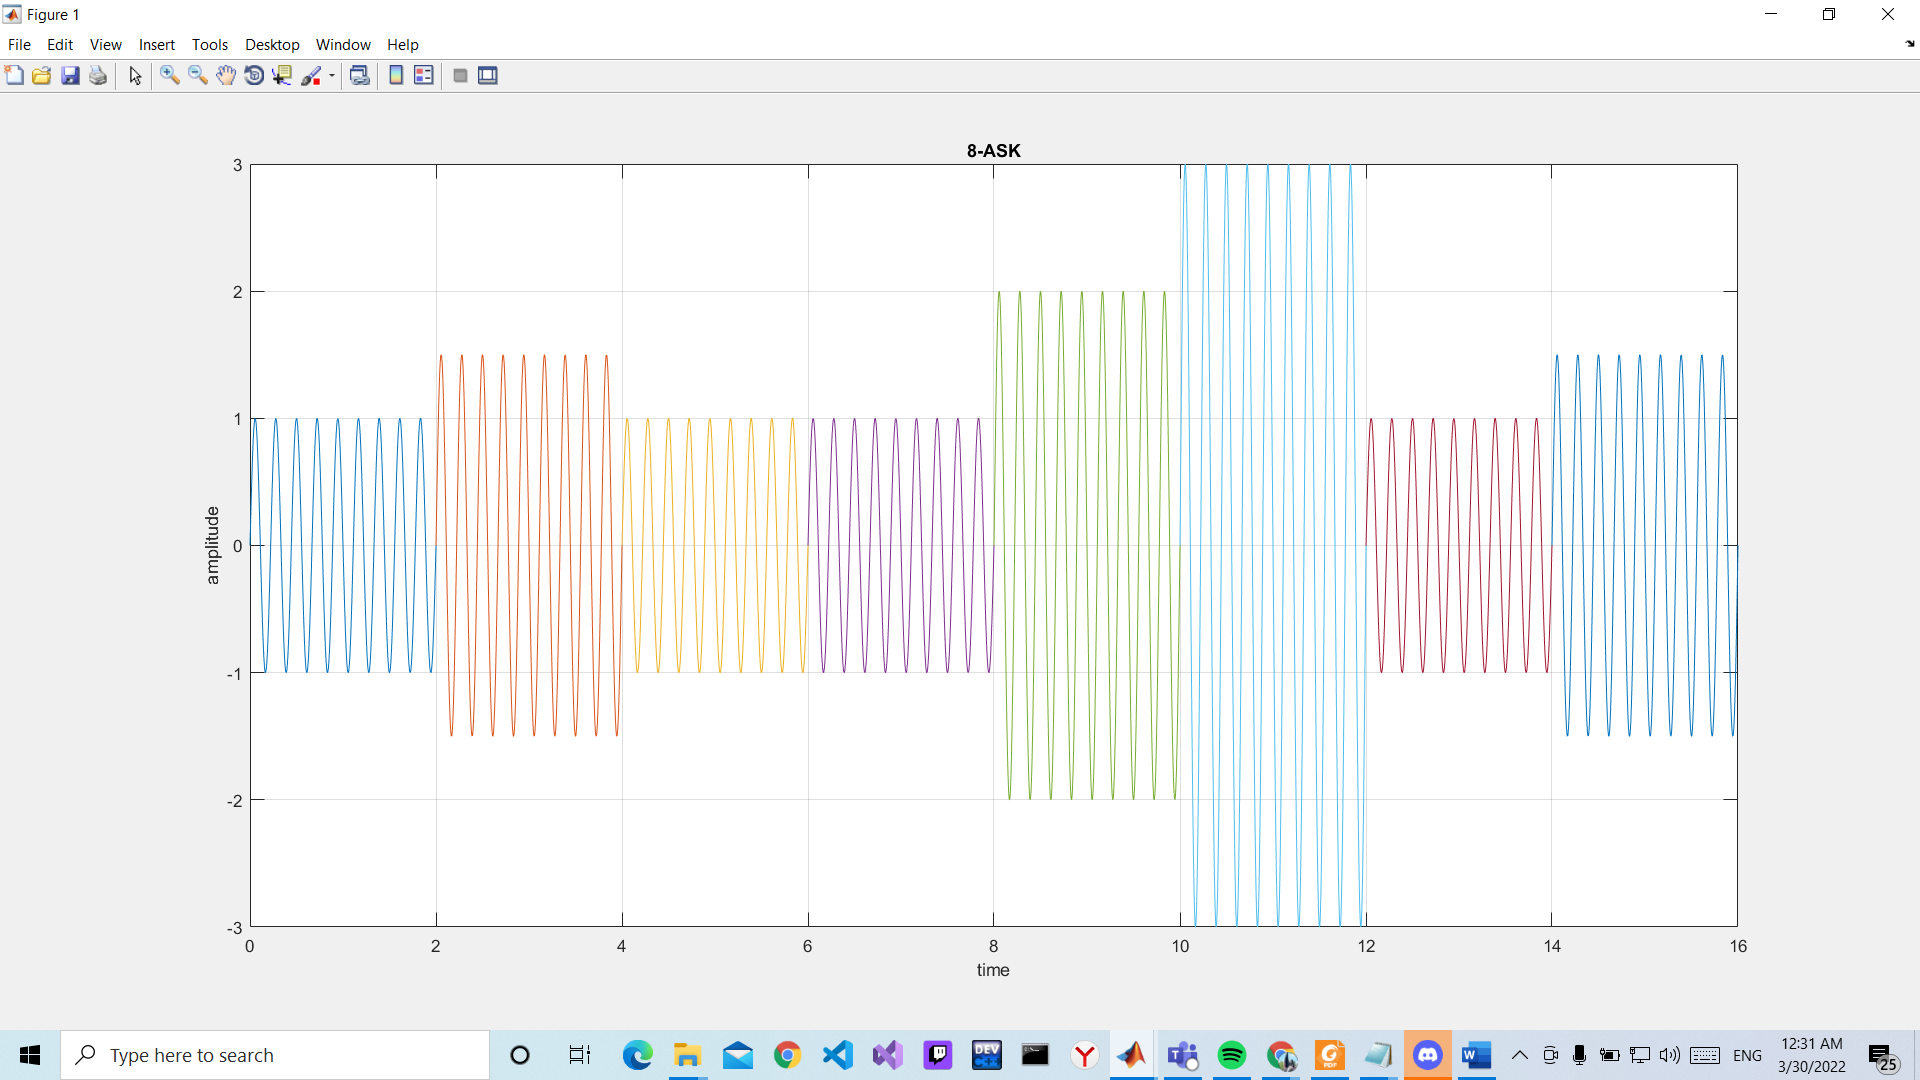 Figure 1
File Edit View Insert Tools Desktop Window Help
8-ASK
3
2
1
0
-1
-2
-3
amplitude
0 2 4 6 8 10 12 14 16
time
Type here to search
DEV C++
PDF
W
ENG
12:31 AM
3/30/2022
25